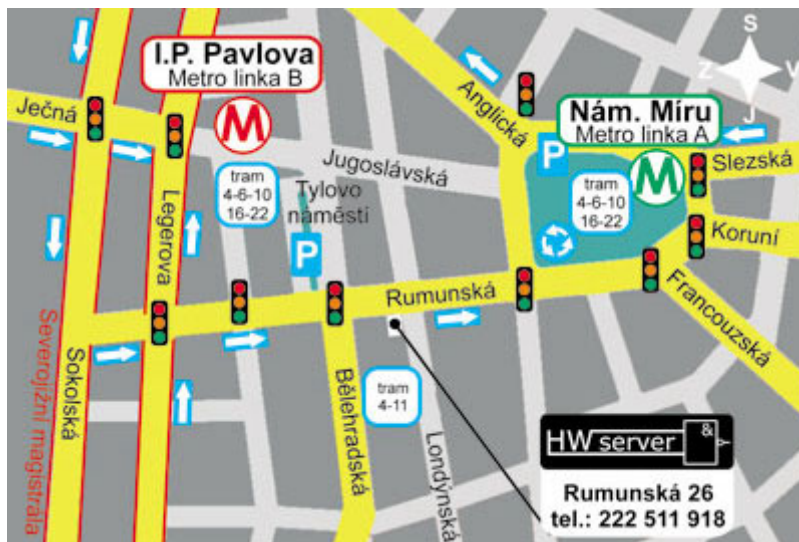 I.P. Pavlova
Metro linka B
M
S
Z
V
J
Anglická
Nám. Míru
Metro linka A
M
Ječná
P
Slezská
Jugoslávská
tram
4-6-10
16-22
tram
4-6-10
16-22
Tylovo
náměstí
Legerova
Koruní
P
Rumunská
Francouzská
Severojižní magistrála
Sokolská
Bělehradská
tram
4-11
Londýnská
HW server
&
Rumunská 26
tel.: 222 511 918